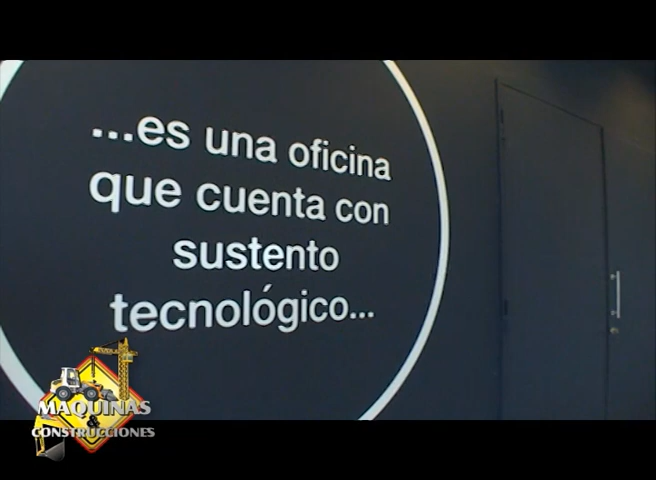 ...es una oficina
que cuenta con
sustento
tecnológico...
MAQUINAS
&
CONSTRUCCIONES